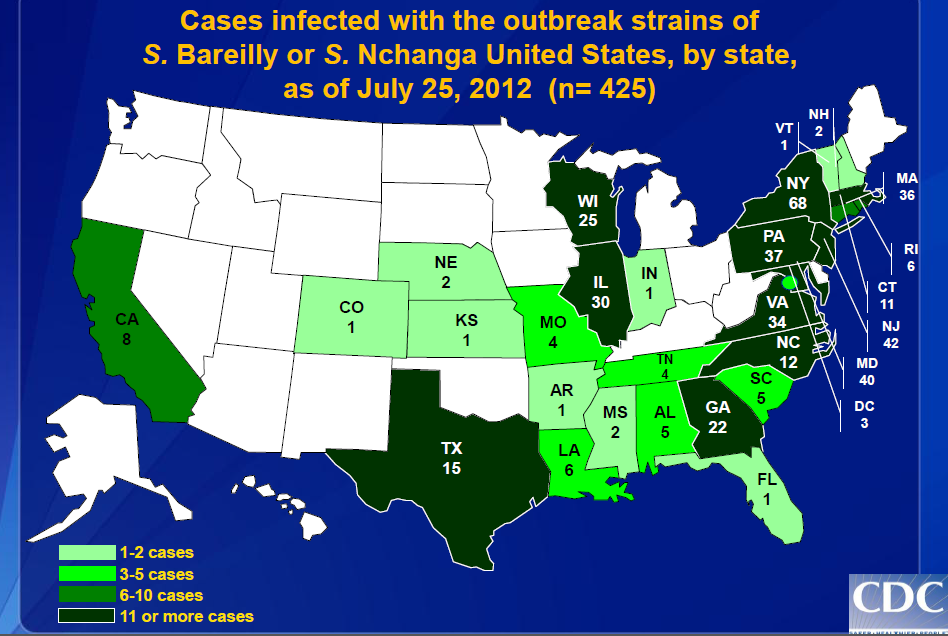 Cases infected with the outbreak strains of
S. Bareilly or S. Nchanga United States, by state,
as of July 25, 2012 (n= 425)
NH
2
VT
1
MA
36
NY
68
WI
25
PA
37
RI
6
NE
2
IN
1
IL
30
CT
11
CO
1
VA
34
CA
8
KS
1
MO
4
NJ
42
NC
12
TN
4
MD
40
SC
5
AR
1
MS
2
AL
5
GA
22
DC
3
TX
15
LA
6
FL
1
1-2 cases
3-5 cases
6-10 cases
11 or more cases
CDC